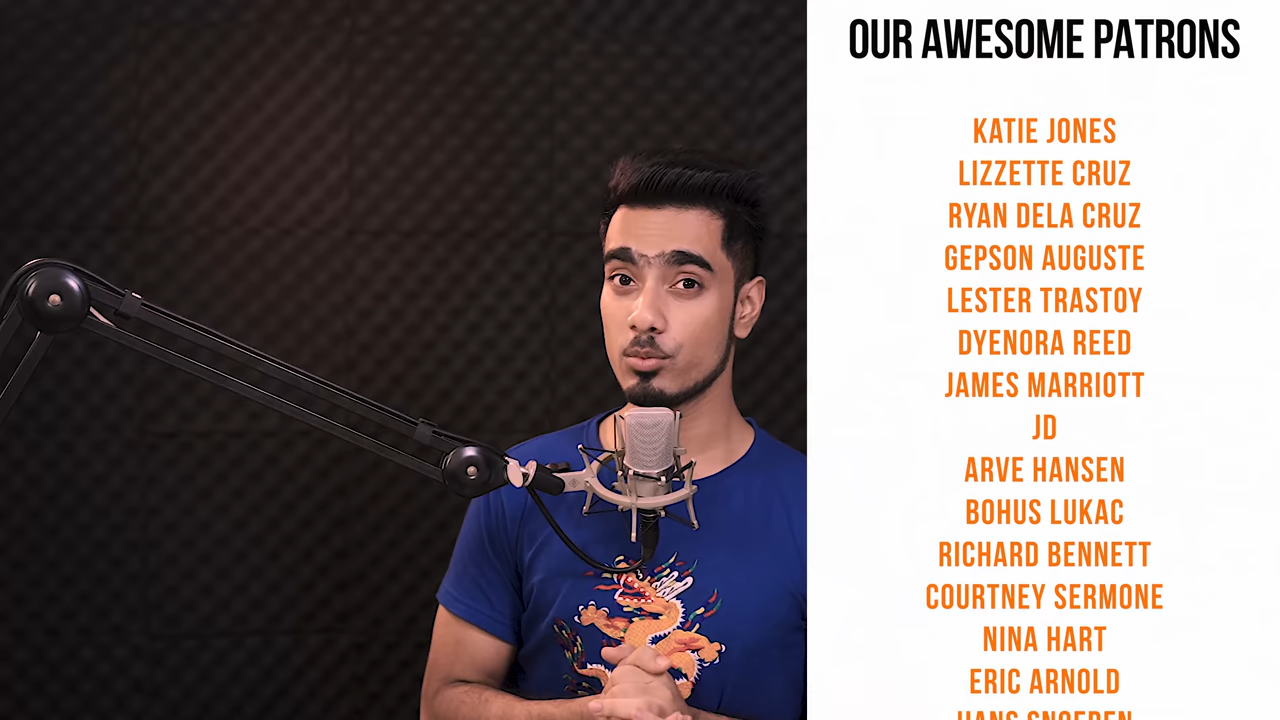 OUR AWESOME PATRONS
KATIE JONES
LIZZETTE CRUZ
RYAN DELA CRUZ
GEPSON AUGUSTE
LESTER TRASTOY
DYENORA REED
JAMES MARRIOTT
JD
ARVE HANSEN
BOHUS LUKAC
RICHARD BENNETT
COURTNEY SERMONE
NINA HART
ERIC ARNOLD